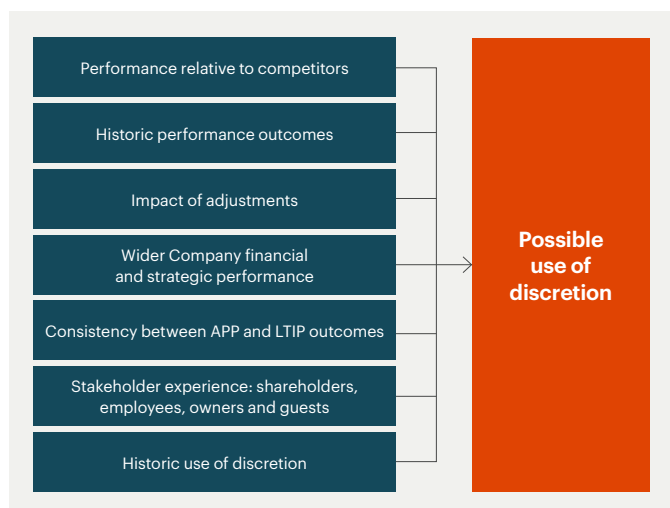 Performance relative to competitors
Historic performance outcomes
Impact of adjustments
Wider Company financial
and strategic performance
Consistency between APP and LTIP outcomes
Stakeholder experience: shareholders,
employees, owners and guests
Historic use of discretion
Possible
use of
discretion